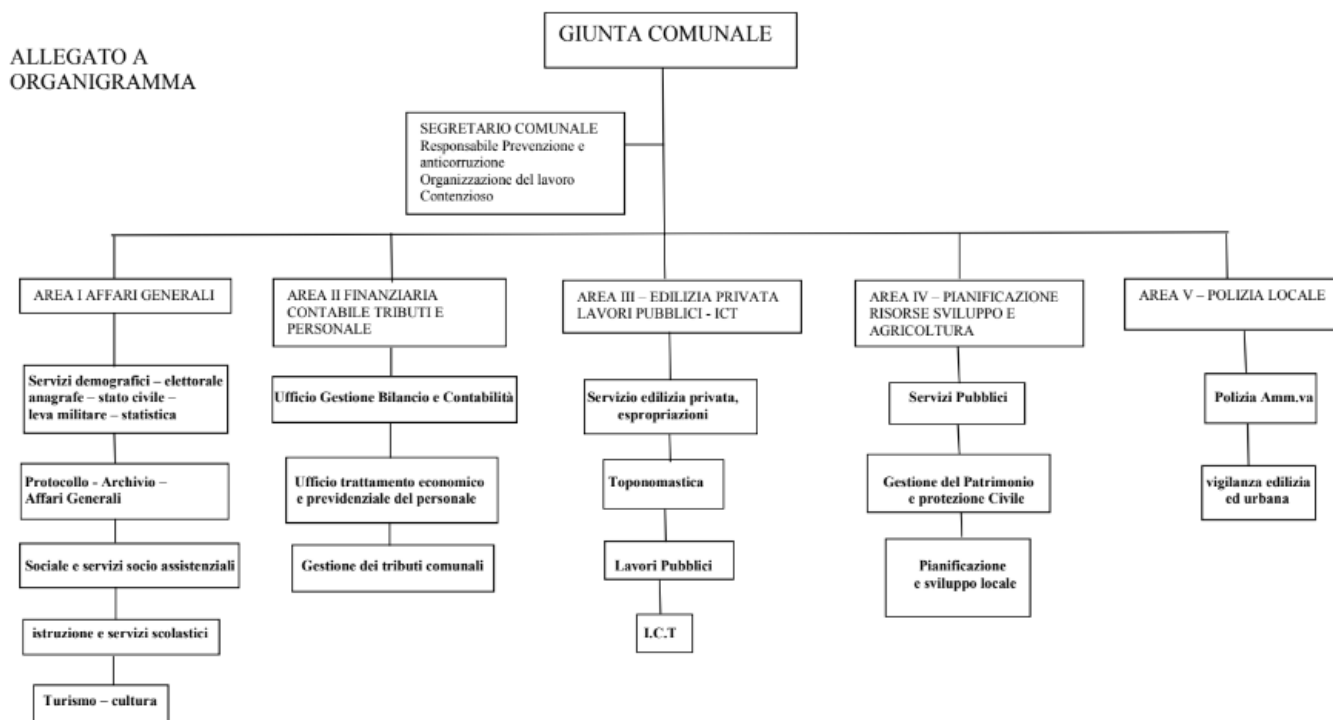 ALLEGATO A
ORGANIGRAMMA
GIUNTA COMUNALE
SEGRETARIO COMUNALE
Responsabile Prevenzione e
anticorruzione
Organizzazione del lavoro
Contenzioso
AREA I AFFARI GENERALI
Servizi demografici – elettorale
anagrafe – stato civile –
leva militare – statistica
Protocollo - Archivio –
Affari Generali
Sociale e servizi socio assistenziali
istruzione e servizi scolastici
Turismo – cultura
AREA II FINANZIARIA
CONTABILE TRIBUTI E
PERSONALE
Ufficio Gestione Bilancio e Contabilità
Ufficio trattamento economico
e previdenziale del personale
Gestione dei tributi comunali
AREA III – EDILIZIA PRIVATA
LAVORI PUBBLICI - ICT
Servizio edilizia privata,
espropriazioni
Toponomastica
Lavori Pubblici
I.C.T
AREA IV – PIANIFICAZIONE
RISORSE SVILUPPO E
AGRICOLTURA
Servizi Pubblici
Gestione del Patrimonio
e protezione Civile
Pianificazione
e sviluppo locale
AREA V – POLIZIA LOCALE
Polizia Amm.va
vigilanza edilizia
ed urbana